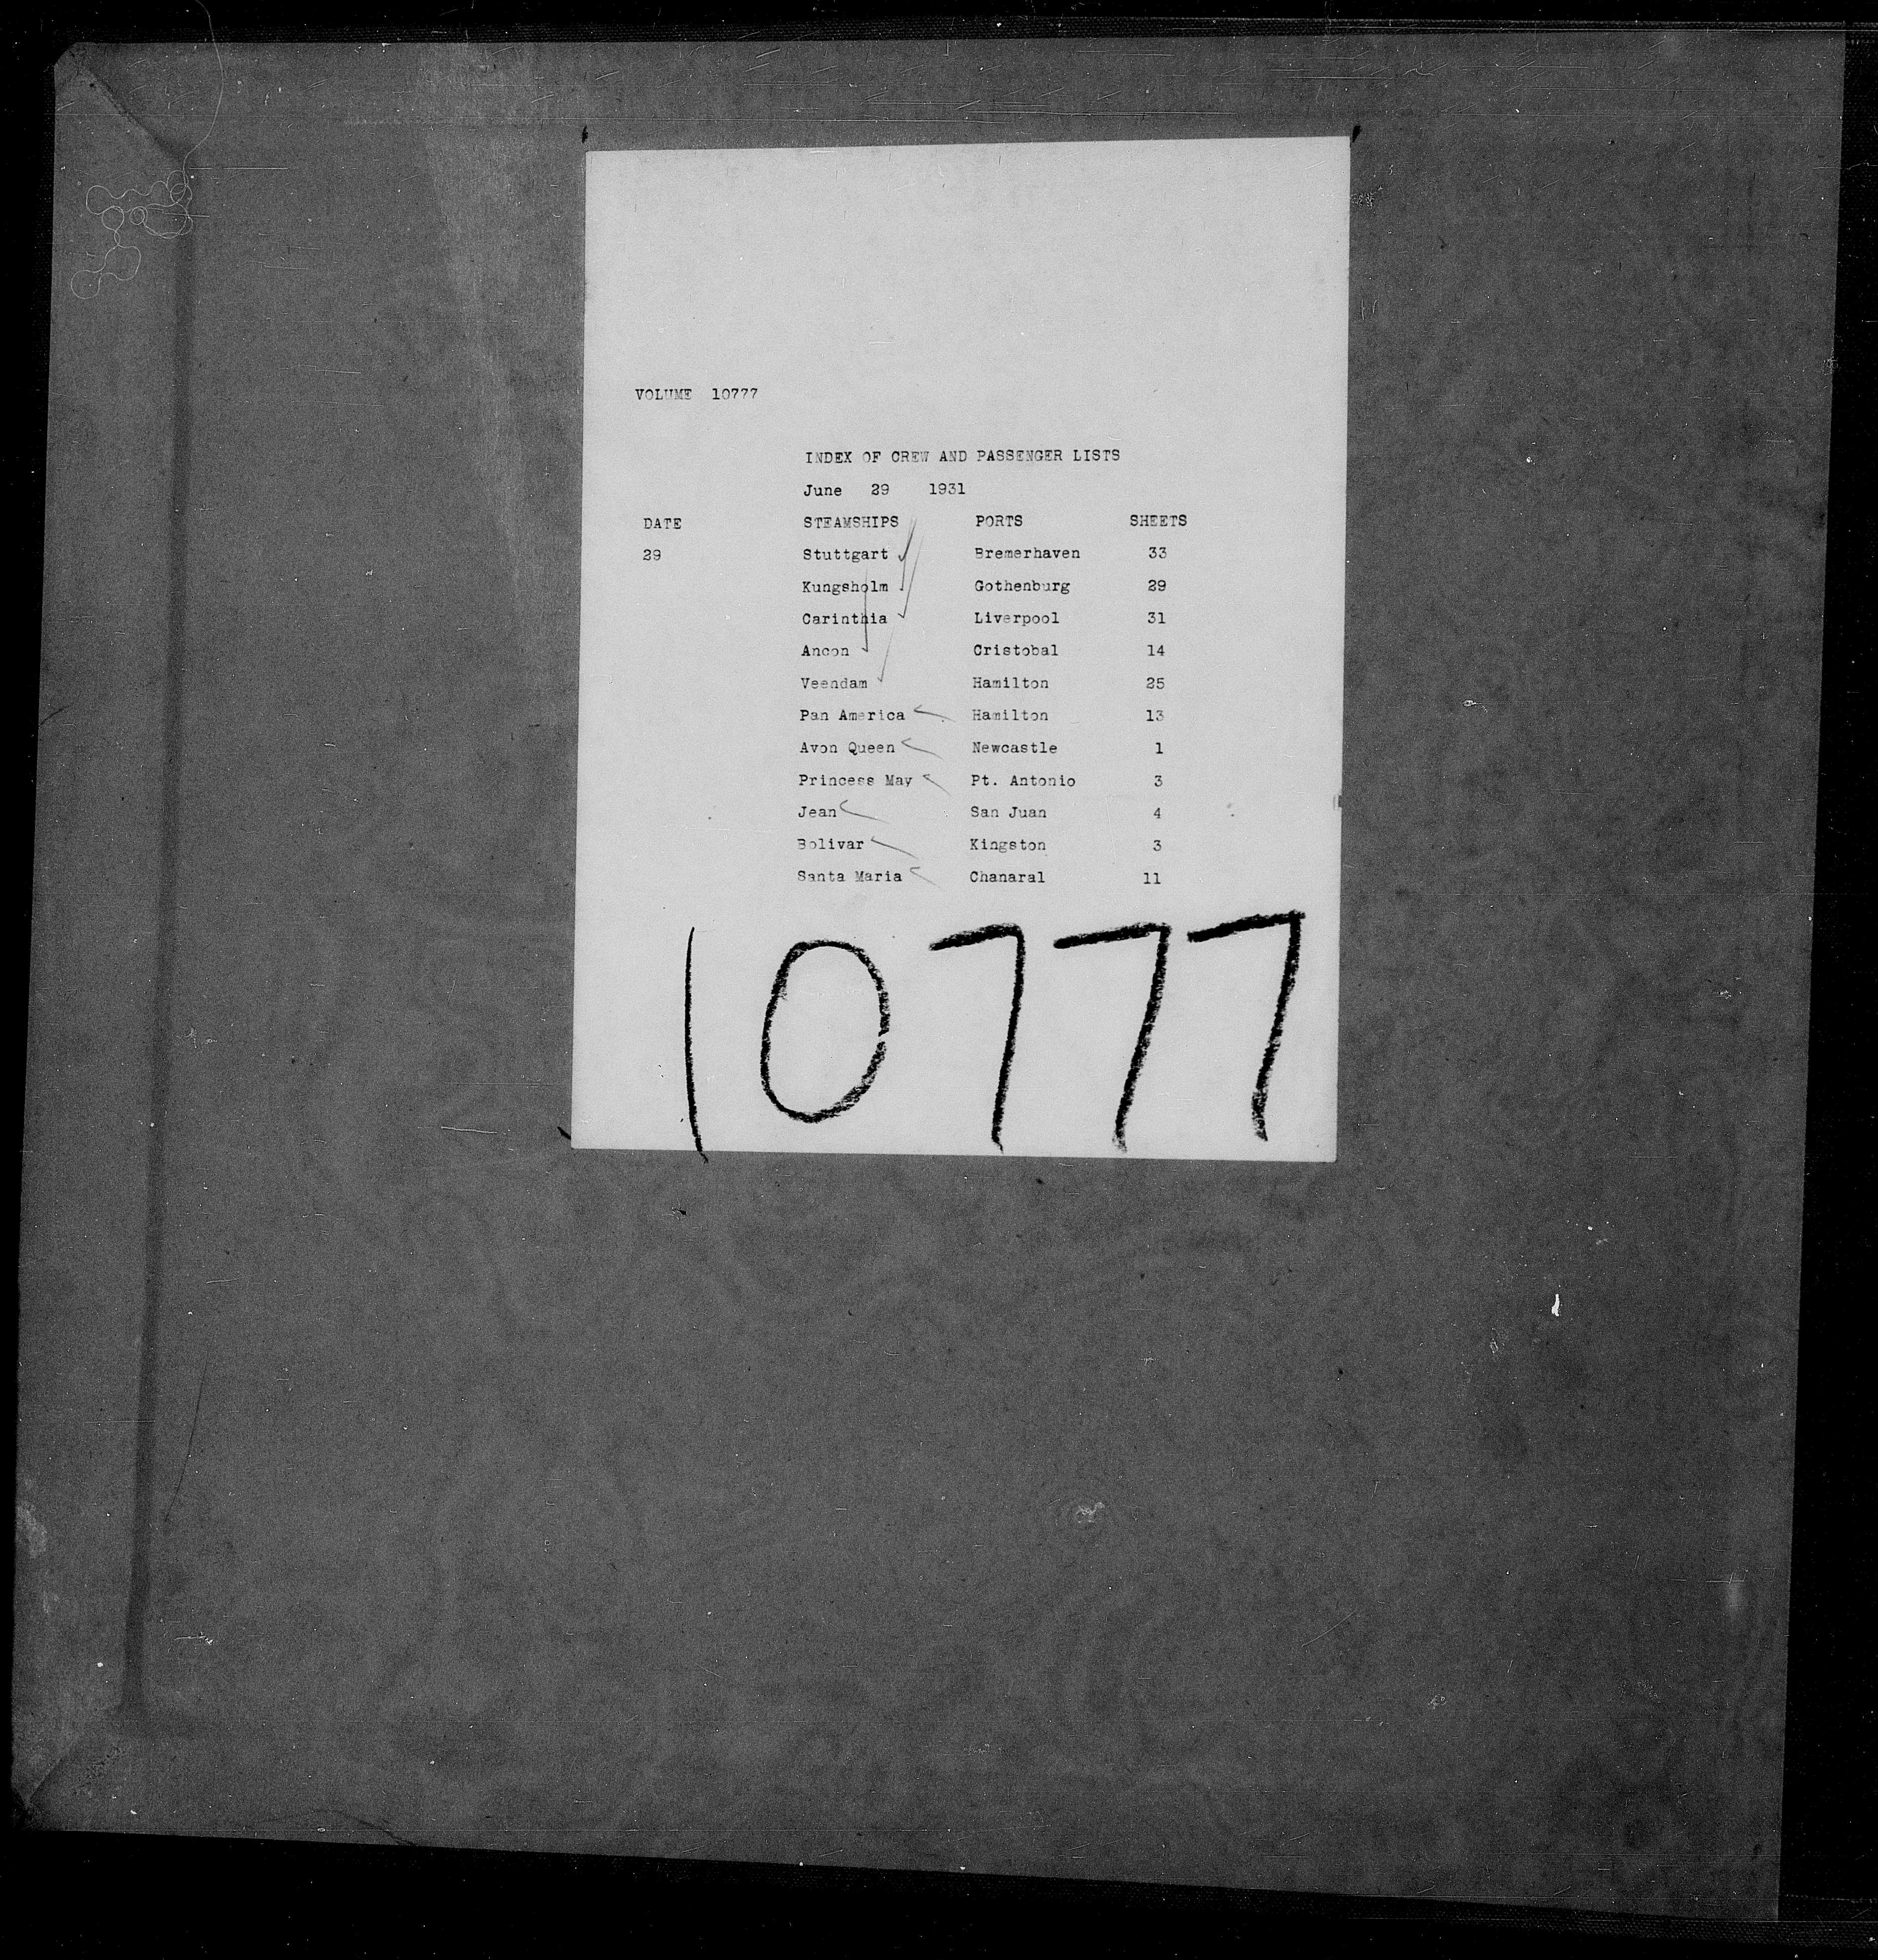 VOLUME 10777
INDEX OF CREW AND PASSENGER LISTS
June 29 1931
DATE STEAMSHIPS PORTS SHEETS
29 Stuttgart Bremerhaven 33
Kungsholm Gothenburg 29
Carinthia Liverpool 31
Ancon Cristobal 14
Veendam Hamilton 25
Pan America Hamilton 13
Avon Queen Newcastle 1
Princess May Pt. Antonio 3
Jean San Juan 4
Bolivar Kingston 3
Santa Maria Chanaral 11
10777